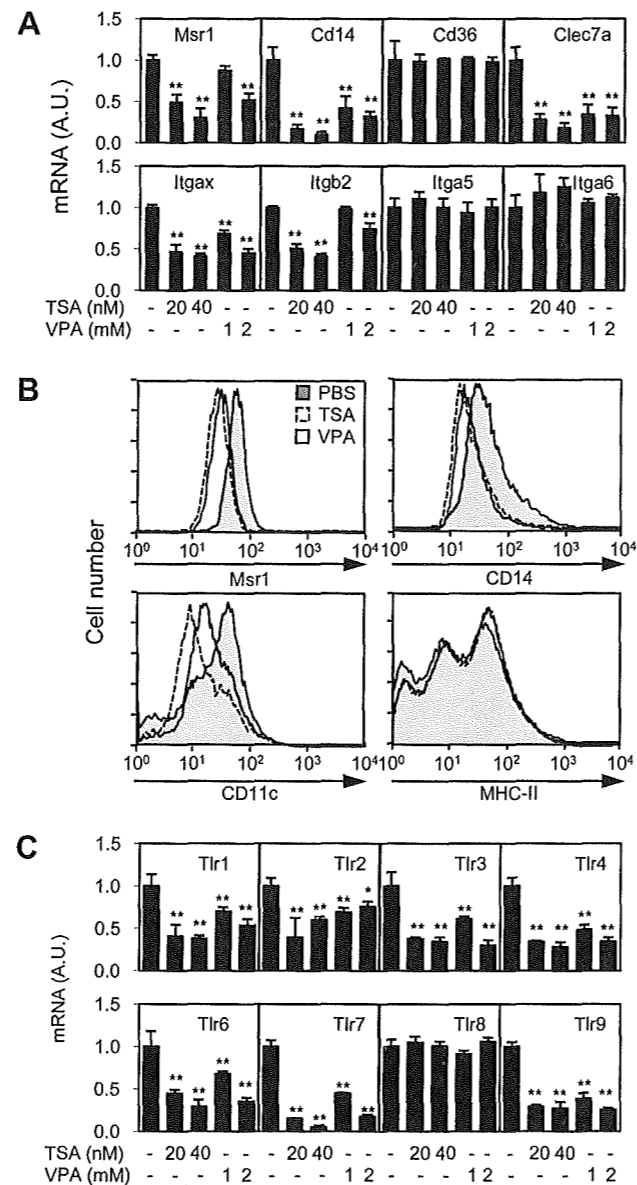 A
mRNA (A.U.)
1.5
1.0
0.5
0.0
Msr1
Cd14
Cd36
Clec7a
** ** **
** ** ** **
** ** ** **
1.5
1.0
0.5
0.0
Itgax
Itgb2
Itga5
Itga6
** ** ** **
** ** **
TSA (nM) - 20 40 - - - 20 40 - - - 20 40 - - - 20 40 - -
VPA (mM) - - - 1 2 - - - 1 2 - - - 1 2 - - - 1 2
B
Cell number
PBS
TSA
VPA
10⁰ 10¹ 10² 10³ 10⁴
Msr1
10¹ 10² 10³ 10⁴
CD14
10⁰ 10¹ 10² 10³ 10⁴
CD11c
10⁰ 10¹ 10² 10³ 10⁴
MHC-II
C
mRNA (A.U.)
1.5
1.0
0.5
0.0
Tlr1
Tlr2
Tlr3
Tlr4
** ** ** **
** ** ** *
** ** ** **
** ** ** **
1.5
1.0
0.5
0.0
Tlr6
Tlr7
Tlr8
Tlr9
** ** ** **
** ** ** **
** ** ** **
TSA (nM) - 20 40 - - - 20 40 - - - 20 40 - - - 20 40 - -
VPA (mM) - - - 1 2 - - - 1 2 - - - 1 2 - - - 1 2